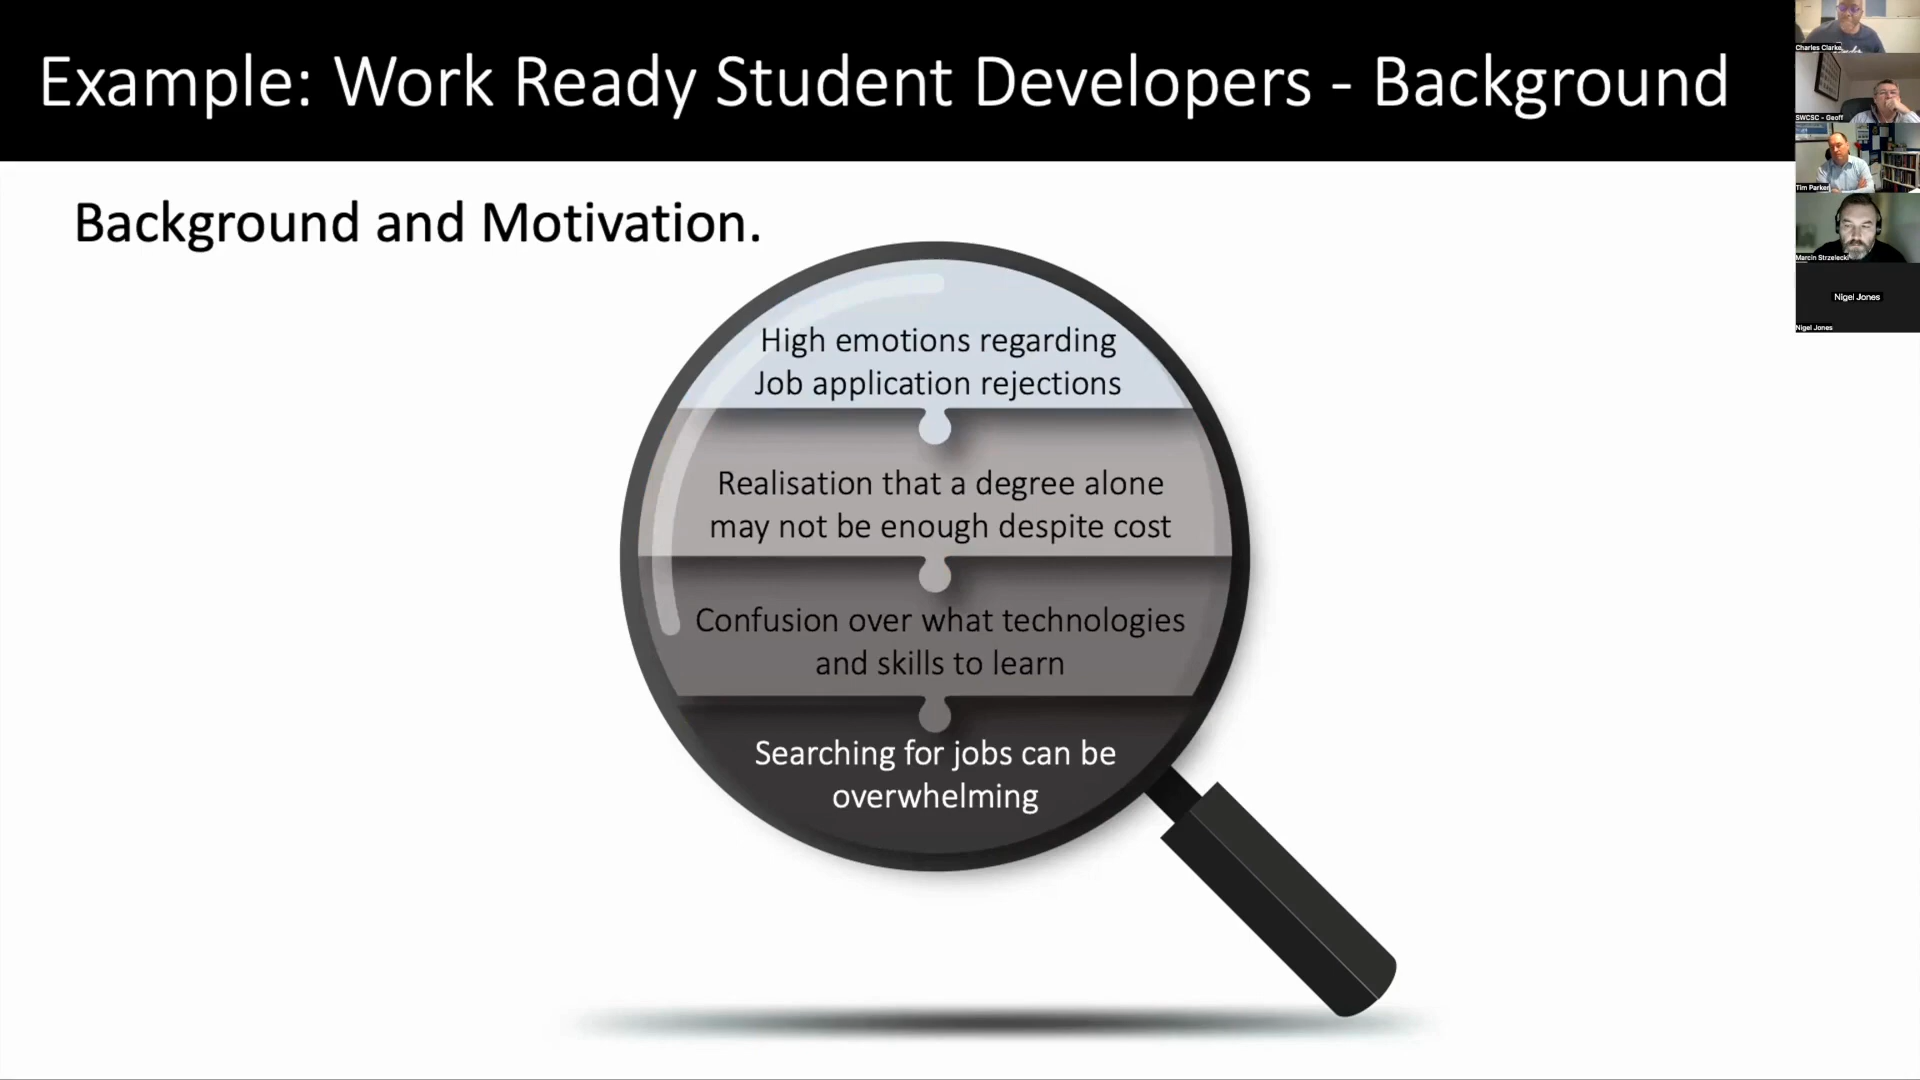 Example: Work Ready Student Developers - Background
Background and Motivation.
High emotions regarding
Job application rejections
Realisation that a degree alone
may not be enough despite cost
Confusion over what technologies
and skills to learn
Searching for jobs can be
overwhelming
Charles Clarke
SWCSC - Geoff
Tim Parker
Marcin Strzelecki
Nigel Jones
Nigel Jones